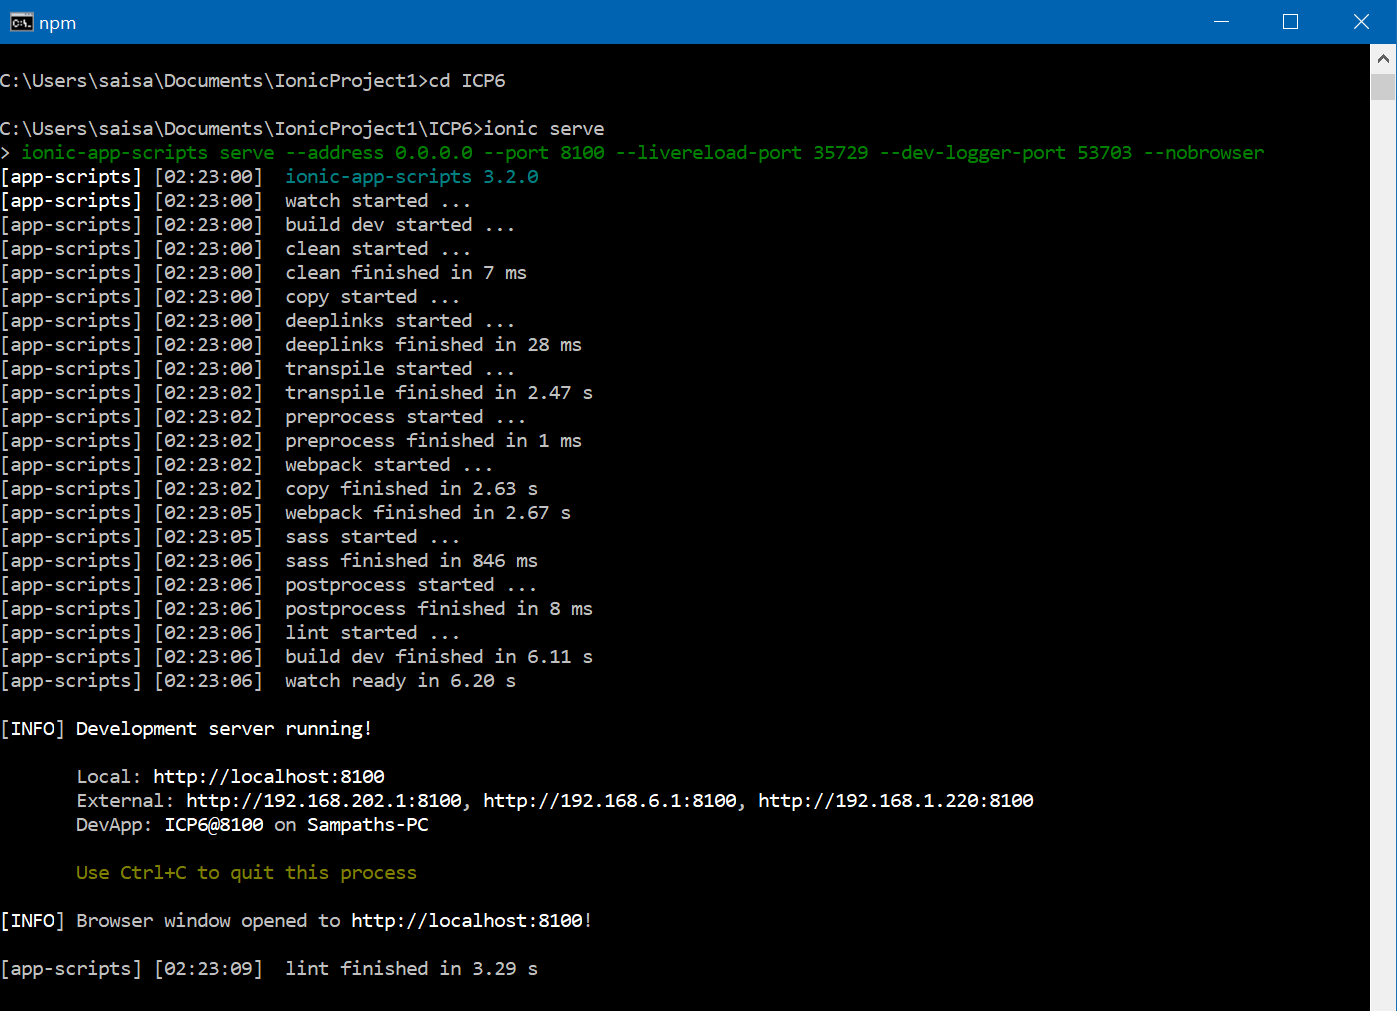 npm
C:\Users\saisa\Documents\IonicProject1>cd ICP6
C:\Users\saisa\Documents\IonicProject1\ICP6>ionic serve
> ionic-app-scripts serve --address 0.0.0.0 --port 8100 --livereload-port 35729 --dev-logger-port 53703 --nobrowser
[app-scripts] [02:23:00]  ionic-app-scripts 3.2.0
[app-scripts] [02:23:00]  watch started ...
[app-scripts] [02:23:00]  build dev started ...
[app-scripts] [02:23:00]  clean started ...
[app-scripts] [02:23:00]  clean finished in 7 ms
[app-scripts] [02:23:00]  copy started ...
[app-scripts] [02:23:00]  deeplinks started ...
[app-scripts] [02:23:00]  deeplinks finished in 28 ms
[app-scripts] [02:23:00]  transpile started ...
[app-scripts] [02:23:02]  transpile finished in 2.47 s
[app-scripts] [02:23:02]  preprocess started ...
[app-scripts] [02:23:02]  preprocess finished in 1 ms
[app-scripts] [02:23:02]  webpack started ...
[app-scripts] [02:23:02]  copy finished in 2.63 s
[app-scripts] [02:23:05]  webpack finished in 2.67 s
[app-scripts] [02:23:05]  sass started ...
[app-scripts] [02:23:06]  sass finished in 846 ms
[app-scripts] [02:23:06]  postprocess started ...
[app-scripts] [02:23:06]  postprocess finished in 8 ms
[app-scripts] [02:23:06]  lint started ...
[app-scripts] [02:23:06]  build dev finished in 6.11 s
[app-scripts] [02:23:06]  watch ready in 6.20 s
[INFO] Development server running!
Local: http://localhost:8100
External: http://192.168.202.1:8100, http://192.168.6.1:8100, http://192.168.1.220:8100
DevApp: ICP6@8100 on Sampaths-PC
Use Ctrl+C to quit this process
[INFO] Browser window opened to http://localhost:8100!
[app-scripts] [02:23:09]  lint finished in 3.29 s